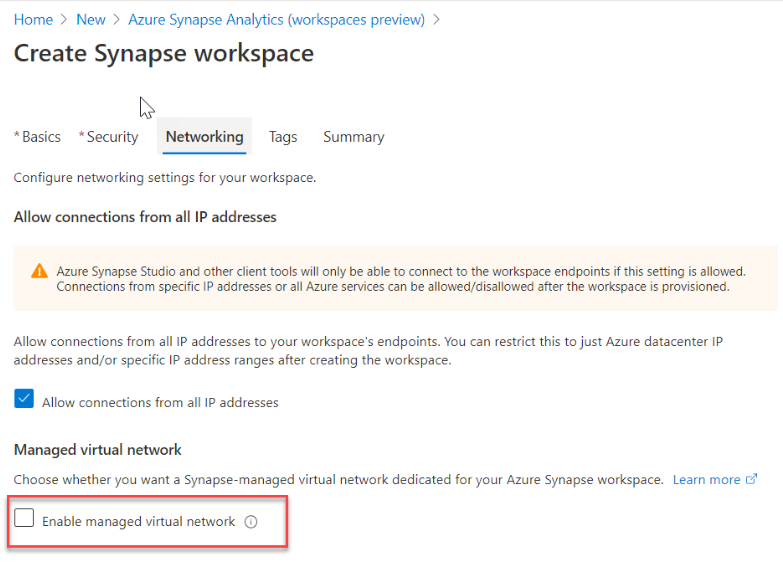 Home > New > Azure Synapse Analytics (workspaces preview) >
Create Synapse workspace
* Basics * Security Networking Tags Summary
Configure networking settings for your workspace.
Allow connections from all IP addresses
Azure Synapse Studio and other client tools will only be able to connect to the workspace endpoints if this setting is allowed.
Connections from specific IP addresses or all Azure services can be allowed/disallowed after the workspace is provisioned.
Allow connections from all IP addresses to your workspace's endpoints. You can restrict this to just Azure datacenter IP
addresses and/or specific IP address ranges after creating the workspace.
Allow connections from all IP addresses
Managed virtual network
Choose whether you want a Synapse-managed virtual network dedicated for your Azure Synapse workspace. Learn more
Enable managed virtual network